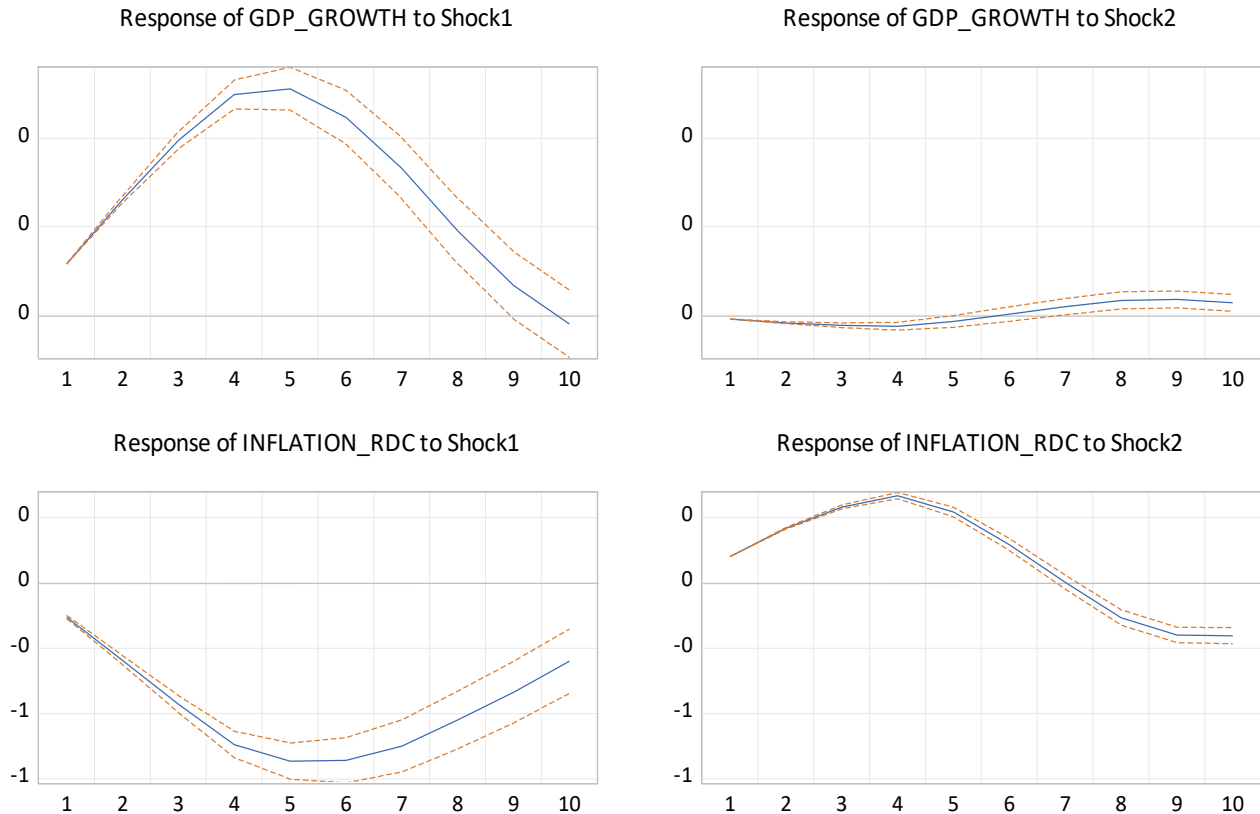 Response of GDP_GROWTH to Shock1
0
0
0
1 2 3 4 5 6 7 8 9 10
Response of GDP_GROWTH to Shock2
0
0
0
1 2 3 4 5 6 7 8 9 10
Response of INFLATION_RDC to Shock1
0
0
-0
-1
-1
1 2 3 4 5 6 7 8 9 10
Response of INFLATION_RDC to Shock2
0
0
-0
-1
-1
1 2 3 4 5 6 7 8 9 10